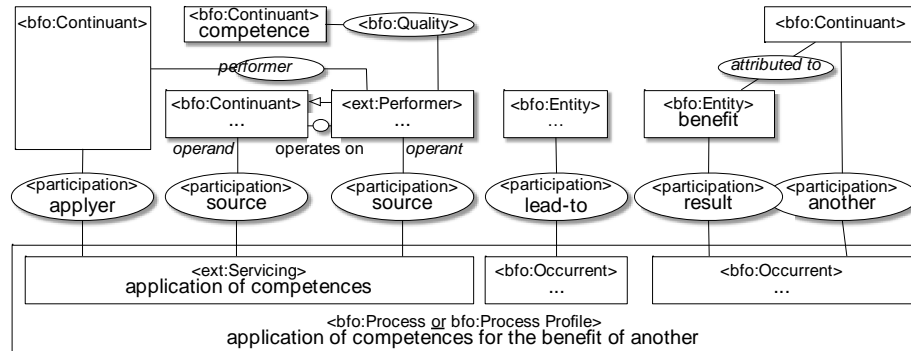 <bfo:Continuant>
<bfo:Continuant>
competence
<bfo:Quality>
<bfo:Continuant>
performer
attributed to
<bfo:Continuant>
...
<ext:Performer>
...
<bfo:Entity>
...
<bfo:Entity>
benefit
operand
operates on
operant
<participation>
applyer
<participation>
source
<participation>
source
<participation>
lead-to
<participation>
result
<participation>
another
<ext:Servicing>
application of competences
<bfo:Occurrent>
...
<bfo:Occurrent>
...
<bfo:Process or bfo:Process Profile>
application of competences for the benefit of another